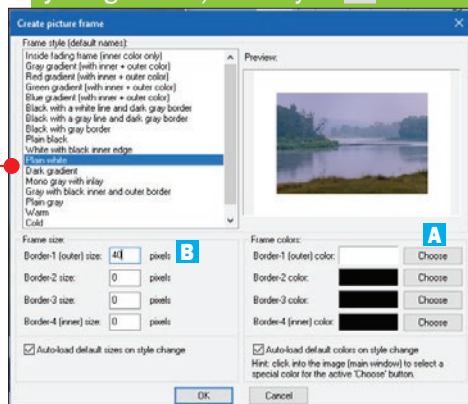 Create picture frame
Frame style (default names):
Inside fading frame (inner color only)
Gray gradient (with inner + outer color)
Red gradient (with inner + outer color)
Green gradient (with inner + outer color)
Blue gradient (with inner + outer color)
Black with a white line and dark gray border
Black with a gray line and dark gray border
Black with gray border
Plain black
White with black inner edge
Plain white
Dark gradient
Mono gray with inlay
Gray with black inner and outer border
Plain gray
Warm
Cold
Preview:
Frame size:
Border-1 (outer) size: 40 pixels B
Border-2 size: 0 pixels
Border-3 size: 0 pixels
Border-4 (inner) size: 0 pixels
Auto-load default sizes on style change
Frame colors: A
Border-1 (outer) color: Choose
Border-2 color: Choose
Border-3 color: Choose
Border-4 (inner) color: Choose
Auto-load default colors on style change
Hint: click into the image (main window) to select a
special color for the active 'Choose' button.
OK Cancel